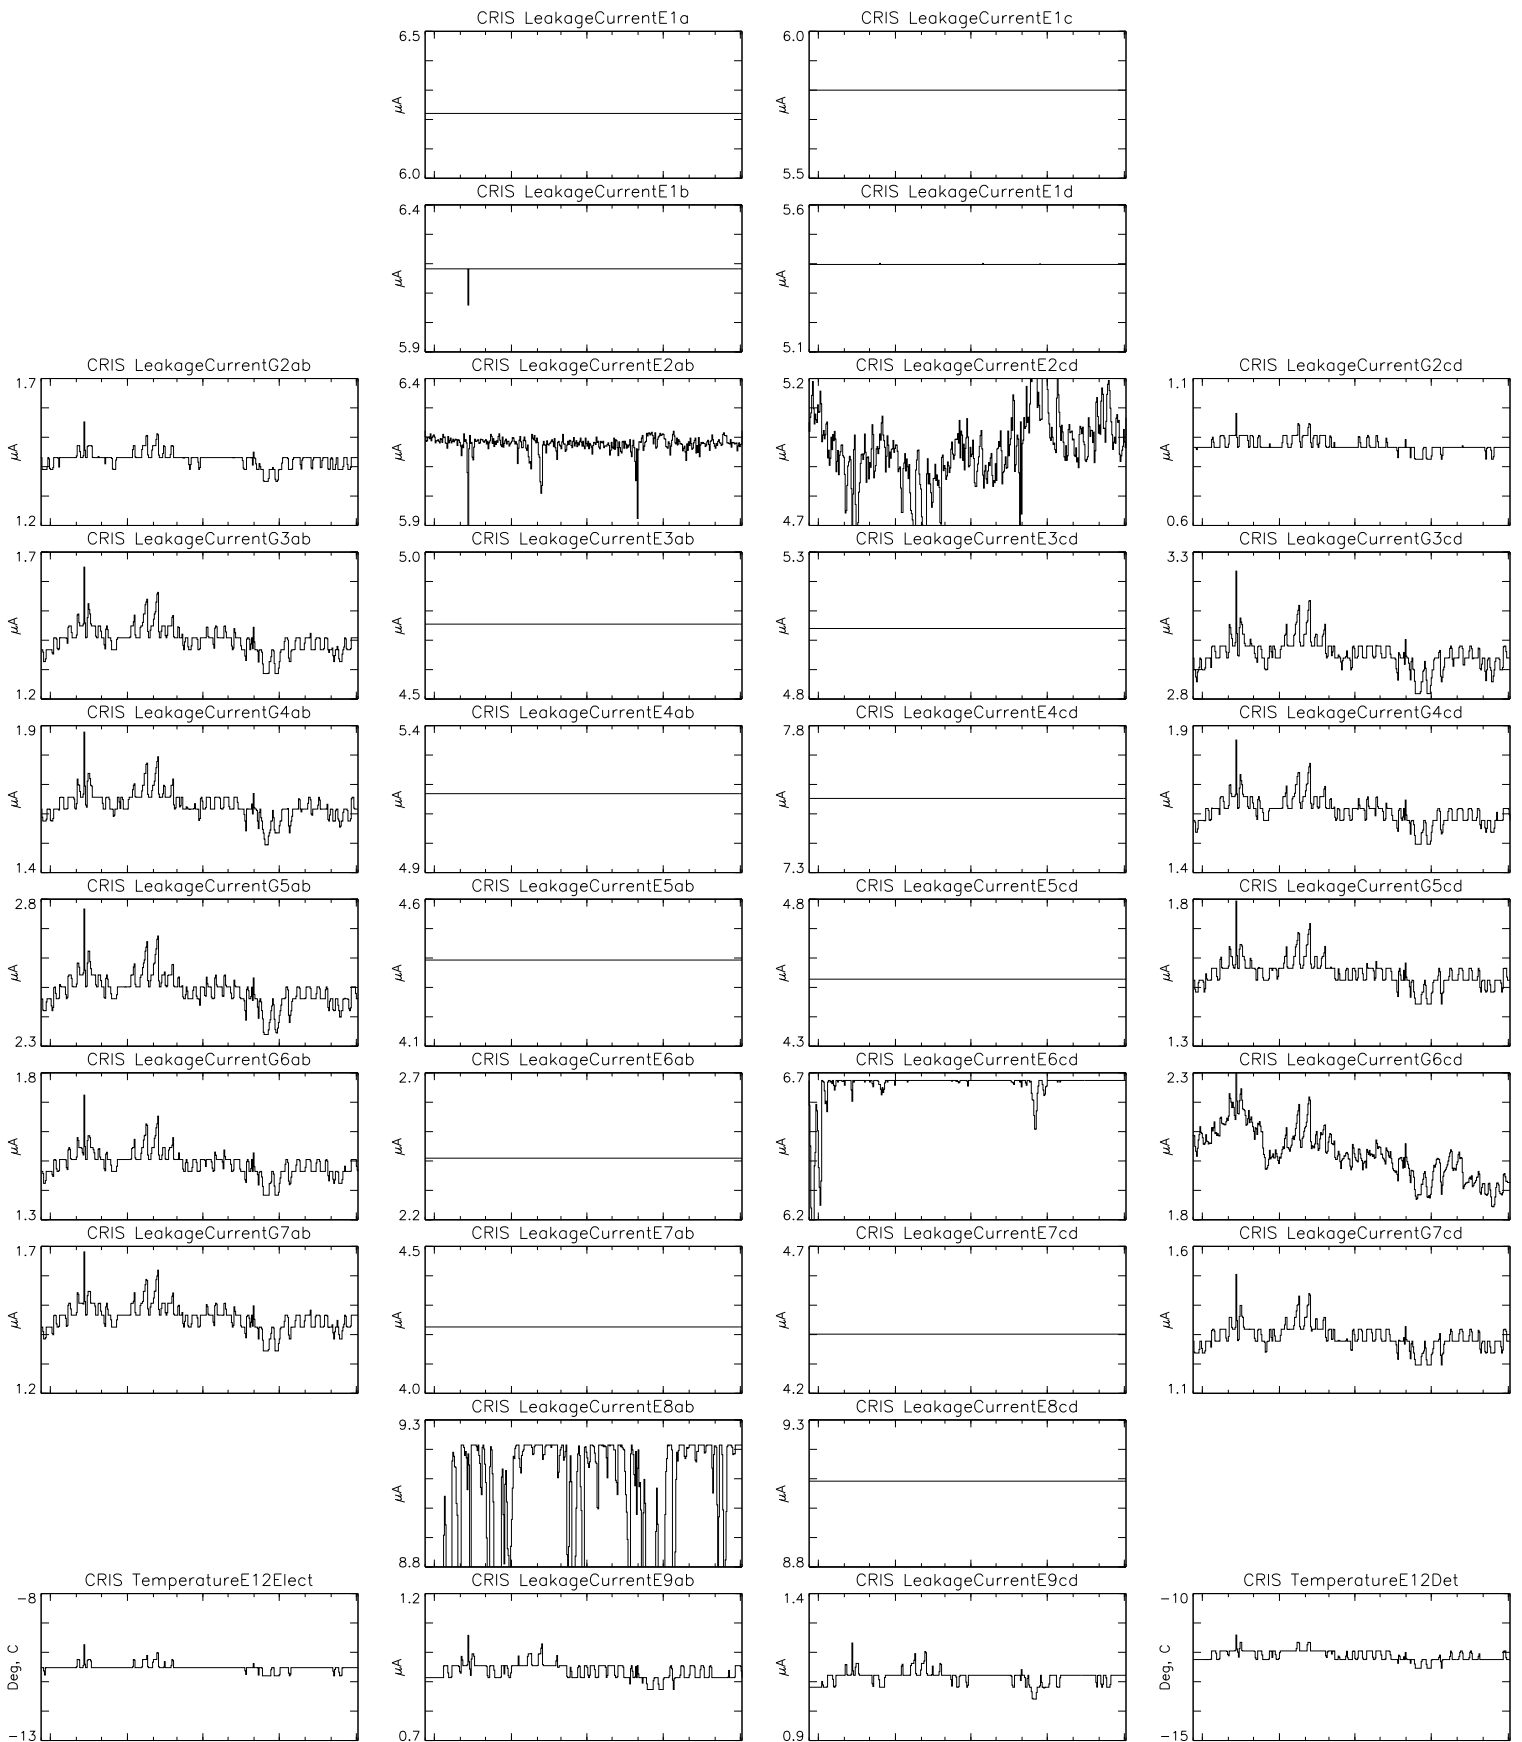 CRIS LeakageCurrentE1a
6.5
μA
6.0
CRIS LeakageCurrentE1c
6.0
μA
5.5
CRIS LeakageCurrentE1b
6.4
μA
5.9
CRIS LeakageCurrentE1d
5.6
μA
5.1
CRIS LeakageCurrentG2ab
1.7
μA
1.2
CRIS LeakageCurrentE2ab
6.4
μA
5.9
CRIS LeakageCurrentE2cd
5.2
μA
4.7
CRIS LeakageCurrentG2cd
1.1
μA
0.6
CRIS LeakageCurrentG3ab
1.7
μA
1.2
CRIS LeakageCurrentE3ab
5.0
μA
4.5
CRIS LeakageCurrentE3cd
5.3
μA
4.8
CRIS LeakageCurrentG3cd
3.3
μA
2.8
CRIS LeakageCurrentG4ab
1.9
μA
1.4
CRIS LeakageCurrentE4ab
5.4
μA
4.9
CRIS LeakageCurrentE4cd
7.8
μA
7.3
CRIS LeakageCurrentG4cd
1.9
μA
1.4
CRIS LeakageCurrentG5ab
2.8
μA
2.3
CRIS LeakageCurrentE5ab
4.6
μA
4.1
CRIS LeakageCurrentE5cd
4.8
μA
4.3
CRIS LeakageCurrentG5cd
1.8
μA
1.3
CRIS LeakageCurrentG6ab
1.8
μA
1.3
CRIS LeakageCurrentE6ab
2.7
μA
2.2
CRIS LeakageCurrentE6cd
6.7
μA
6.2
CRIS LeakageCurrentG6cd
2.3
μA
1.8
CRIS LeakageCurrentG7ab
1.7
μA
1.2
CRIS LeakageCurrentE7ab
4.5
μA
4.0
CRIS LeakageCurrentE7cd
4.7
μA
4.2
CRIS LeakageCurrentG7cd
1.6
μA
1.1
CRIS LeakageCurrentE8ab
9.3
μA
8.8
CRIS LeakageCurrentE8cd
9.3
μA
8.8
CRIS TemperatureE12Elect
-8
Deg, C
-13
CRIS LeakageCurrentE9ab
1.2
μA
0.7
CRIS LeakageCurrentE9cd
1.4
μA
0.9
CRIS TemperatureE12Det
-10
Deg, C
-15